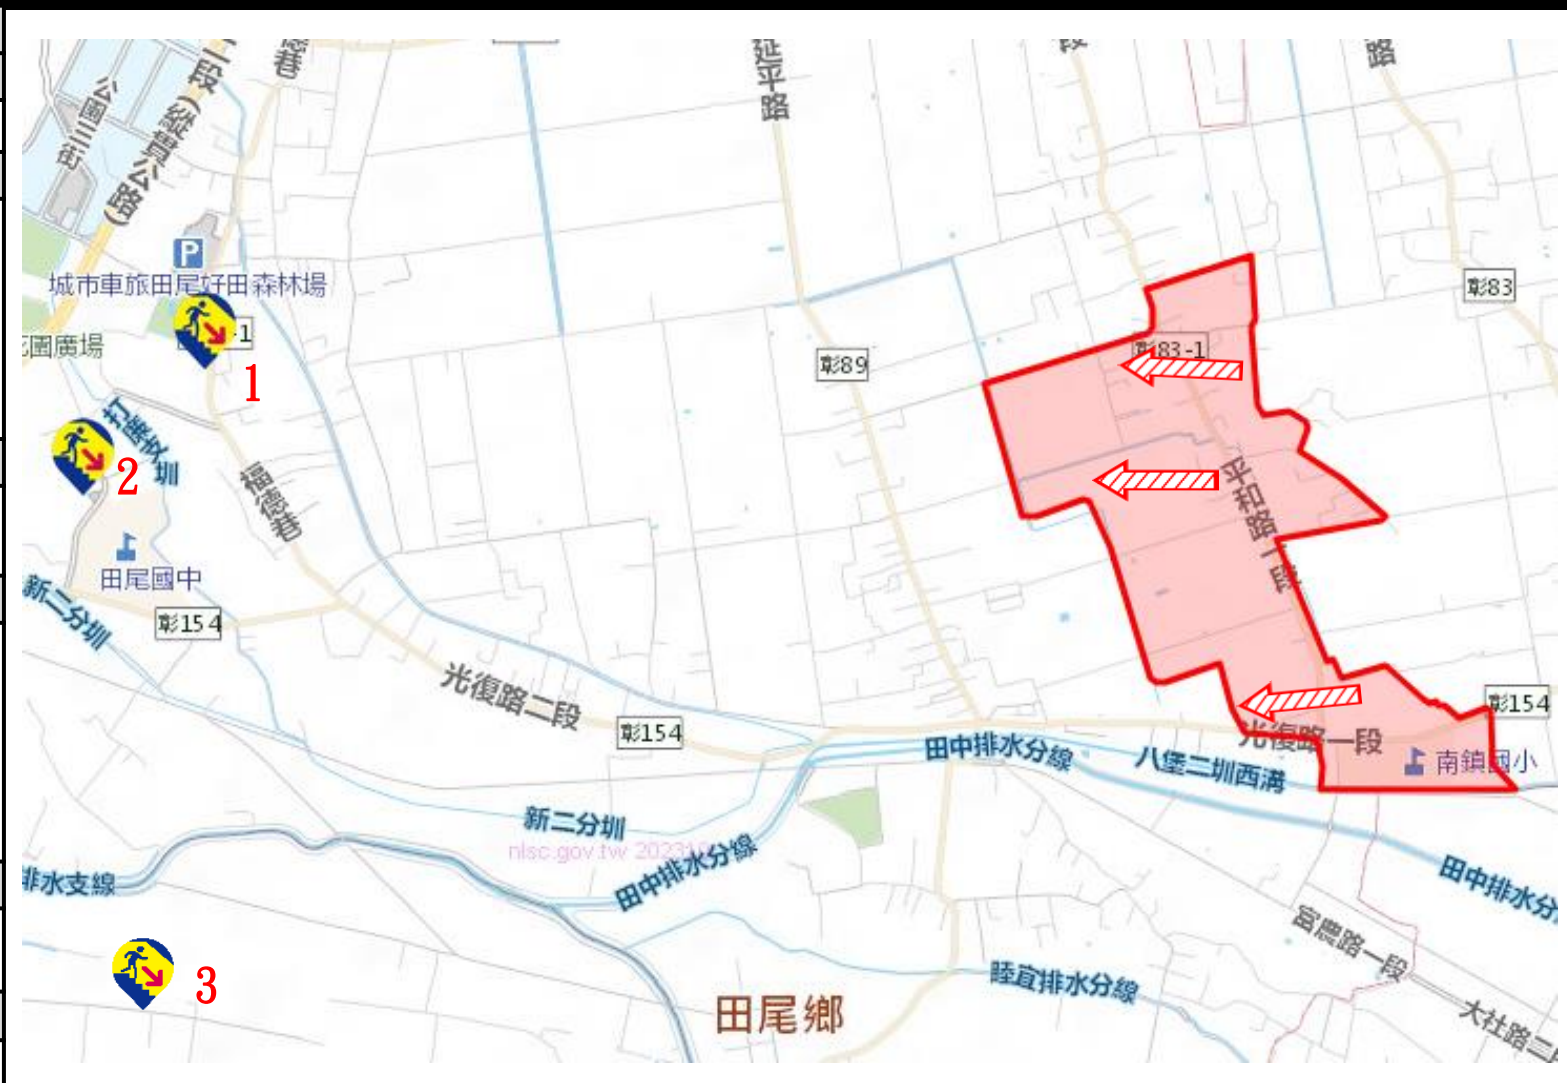 二段(縱貫公路)
公園三街
延平路
段
路
P
城市車旅田尾好田森林場
-1
園廣場
1
2
打廉支圳
福德巷
田尾國中
新二分圳
彰154
光復路二段
彰154
彰89
彰83
彰83-1
平和路一段
彰154
光復路一段
南鎮國小
田中排水分線
八堡二圳西溝
新二分圳
nlsc.gov.tw 2023
田中排水分線
排水支線
田中排水分
富農路一段
睦宜排水分線
3
田尾鄉
大社路二段